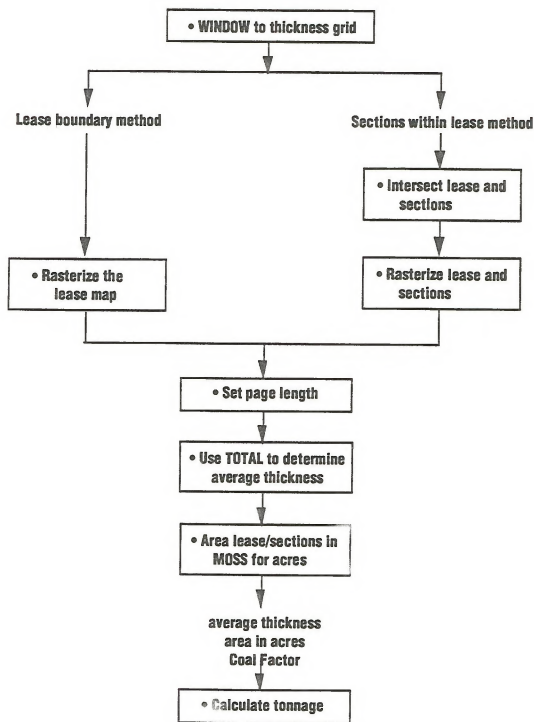 • WINDOW to thickness grid
Lease boundary method
Sections within lease method
• Intersect lease and
sections
• Rasterize the
lease map
• Rasterize lease and
sections
• Set page length
• Use TOTAL to determine
average thickness
• Area lease/sections in
MOSS for acres
average thickness
area in acres
Coal Factor
• Calculate tonnage